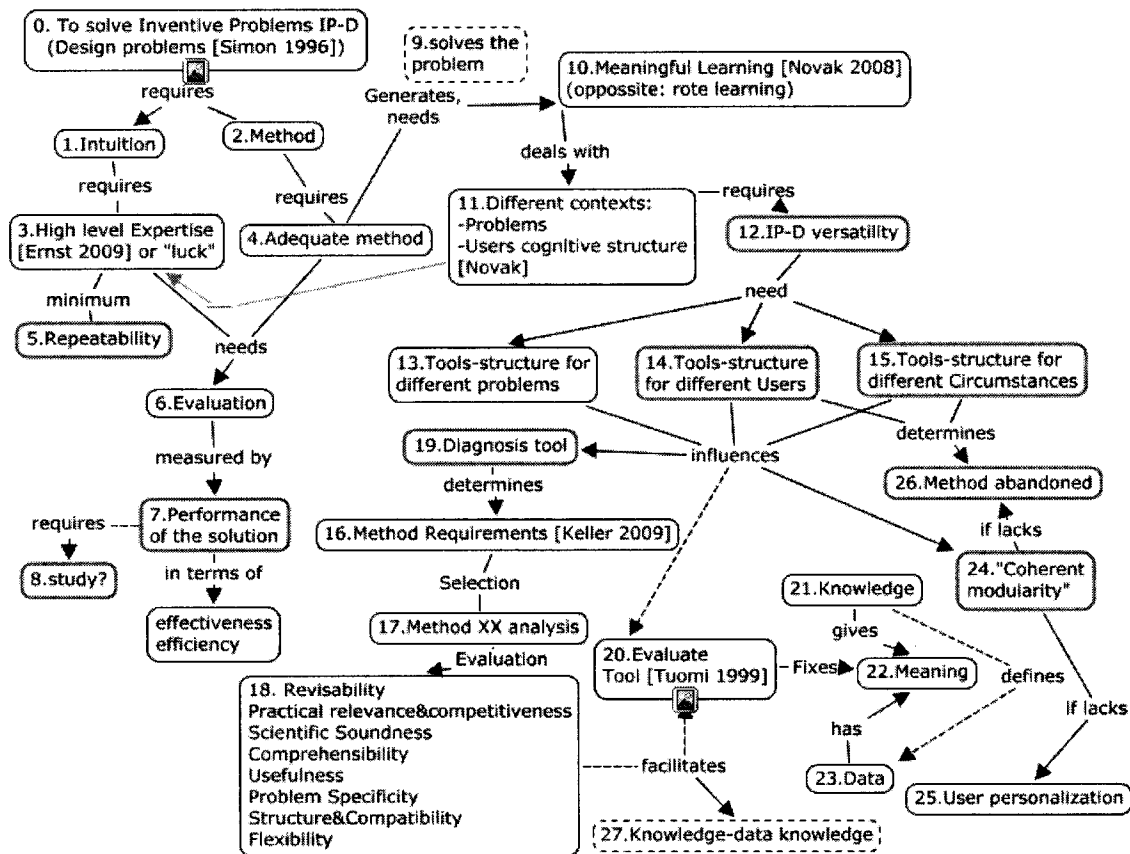 0. To solve Inventive Problems IP-D
(Design problems [Simon 1996])
requires
9.solves the
problem
10.Meaningful Learning [Novak 2008]
(oppossite: rote learning)
Generates,
needs
1.Intuition
2.Method
deals with
requires
requires
11.Different contexts:
-Problems
-Users cognitive structure
[Novak]
requires
12.IP-D versatility
3.High level Expertise
[Ernst 2009] or "luck"
4.Adequate method
minimum
5.Repeatability
needs
need
13.Tools-structure for
different problems
14.Tools-structure
for different Users
15.Tools-structure for
different Circumstances
6.Evaluation
measured by
19.Diagnosis tool
influences
determines
determines
26.Method abandoned
requires
7.Performance
of the solution
16.Method Requirements [Keller 2009]
if lacks
8.study?
in terms of
Selection
24."Coherent
modularity"
effectiveness
efficiency
17.Method XX analysis
21.Knowledge
gives
Evaluation
20.Evaluate
Tool [Tuomi 1999]
Fixes
22.Meaning
defines
18. Revisability
Practical relevance&competitiveness
Scientific Soundness
Comprehensibility
Usefulness
Problem Specificity
Structure&Compatibility
Flexibility
if lacks
has
facilitates
23.Data
25.User personalization
27.Knowledge-data knowledge